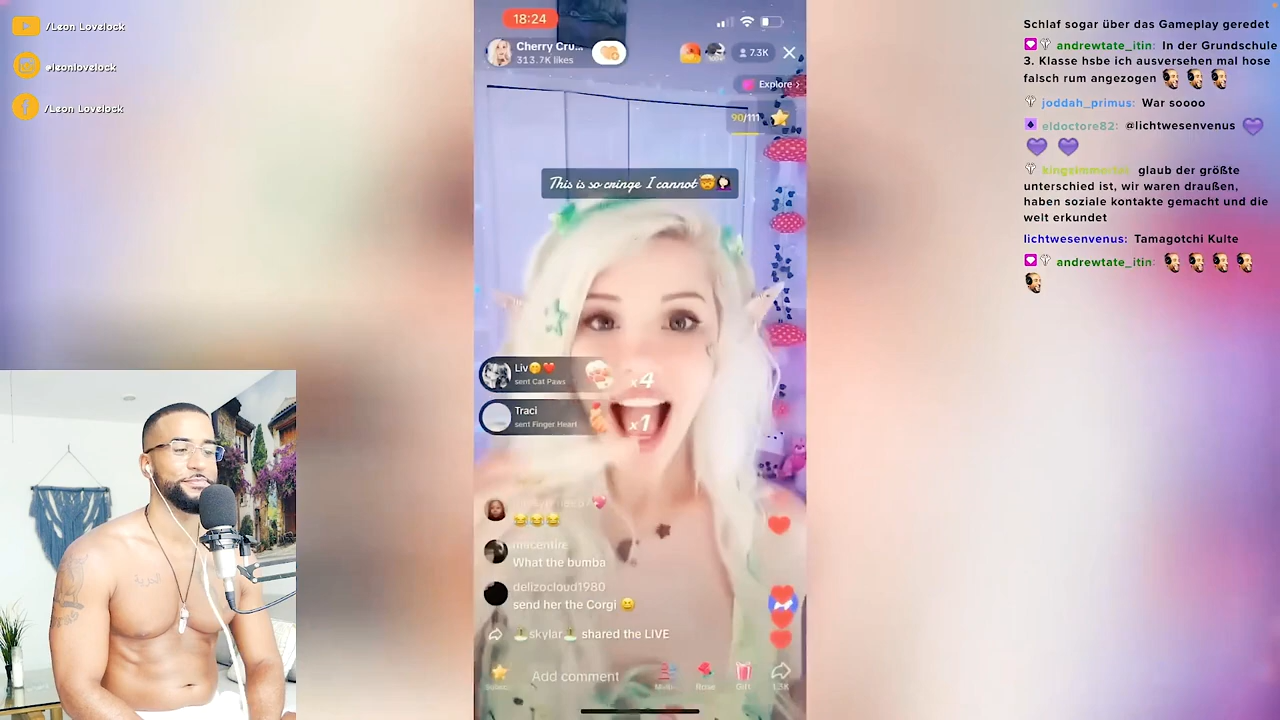 /Leon Lovelock
@leonlovelock
/Leon Lovelock
18:24
Cherry Cru...
313.7K likes
7.3K
Explore
90/111
This is so cringe I cannot
Liv
sent Cat Paws
x4
Traci
sent Finger Heart
x1
What the bumba
delizocloud1980
send her the Corgi
skylar shared the LIVE
Add comment
Rose
Gift
1.3K
Schlaf sogar über das Gameplay geredet
andrewtate_itin: In der Grundschule
3. Klasse hsbe ich ausversehen mal hose
falsch rum angezogen
joddah_primus: War soooo
eldoctore82: @lichtwesenvenus
glaub der größte
unterschied ist, wir waren draußen,
haben soziale kontakte gemacht und die
welt erkundet
lichtwesenvenus: Tamagotchi Kulte
andrewtate_itin: